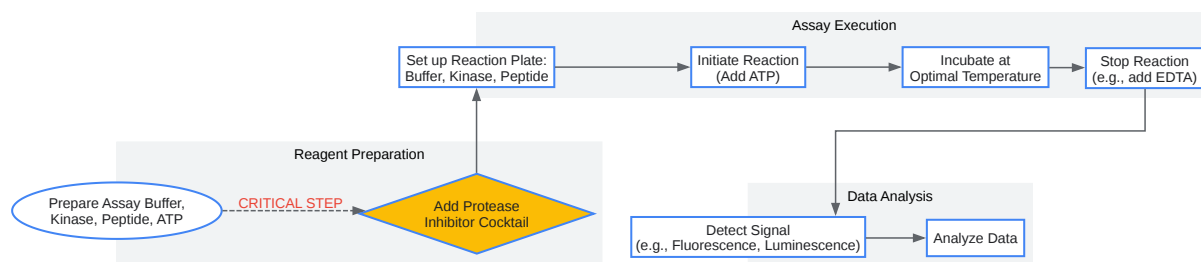 Reagent Preparation
Prepare Assay Buffer,
Kinase, Peptide, ATP
CRITICAL STEP
Add Protease
Inhibitor Cocktail
Assay Execution
Set up Reaction Plate:
Buffer, Kinase, Peptide
Initiate Reaction
(Add ATP)
Incubate at
Optimal Temperature
Stop Reaction
(e.g., add EDTA)
Data Analysis
Detect Signal
(e.g., Fluorescence, Luminescence)
Analyze Data